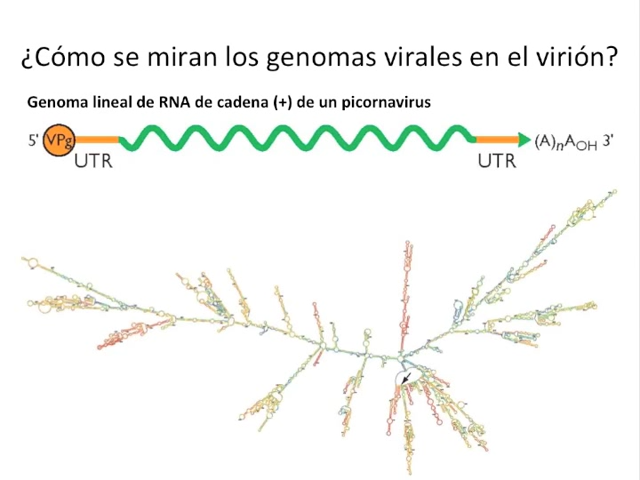 ¿Cómo se miran los genomas virales en el virión?
Genoma lineal de RNA de cadena (+) de un picornavirus
5' VPg (A)nAOH 3'
UTR UTR